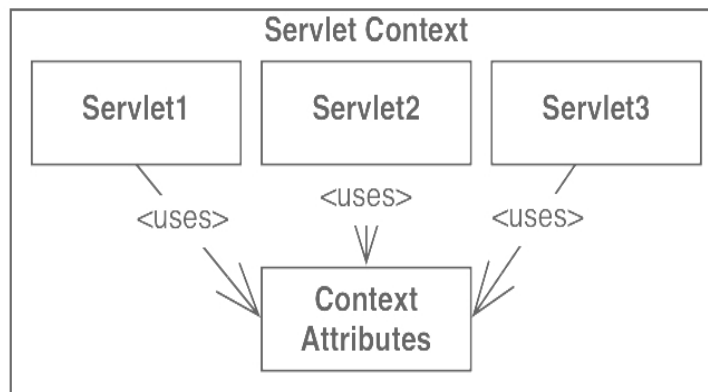 Servlet Context
Servlet1
Servlet2
Servlet3
<uses>
<uses>
<uses>
Context
Attributes